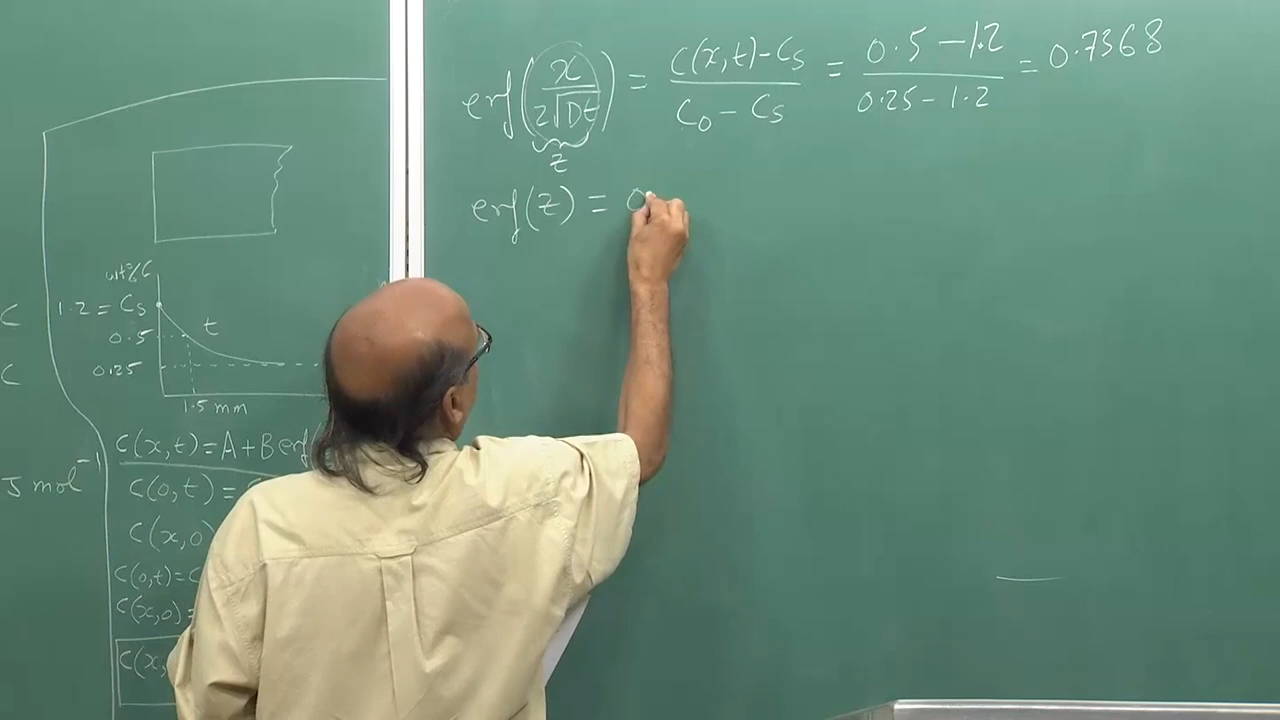 C
C
J mol⁻¹
wt%C
1.2 = Cs
0.5
t
0.25
1.5 mm
C(x,t)=A+B erf
C(0,t) =
C(x,0)
C(0,t)=C
C(x,0)=
C(x,
erf(x/2√Dt) = C(x,t)-Cs/C0-Cs = 0.5-1.2/0.25-1.2 = 0.7368
z
erf(z) = 0